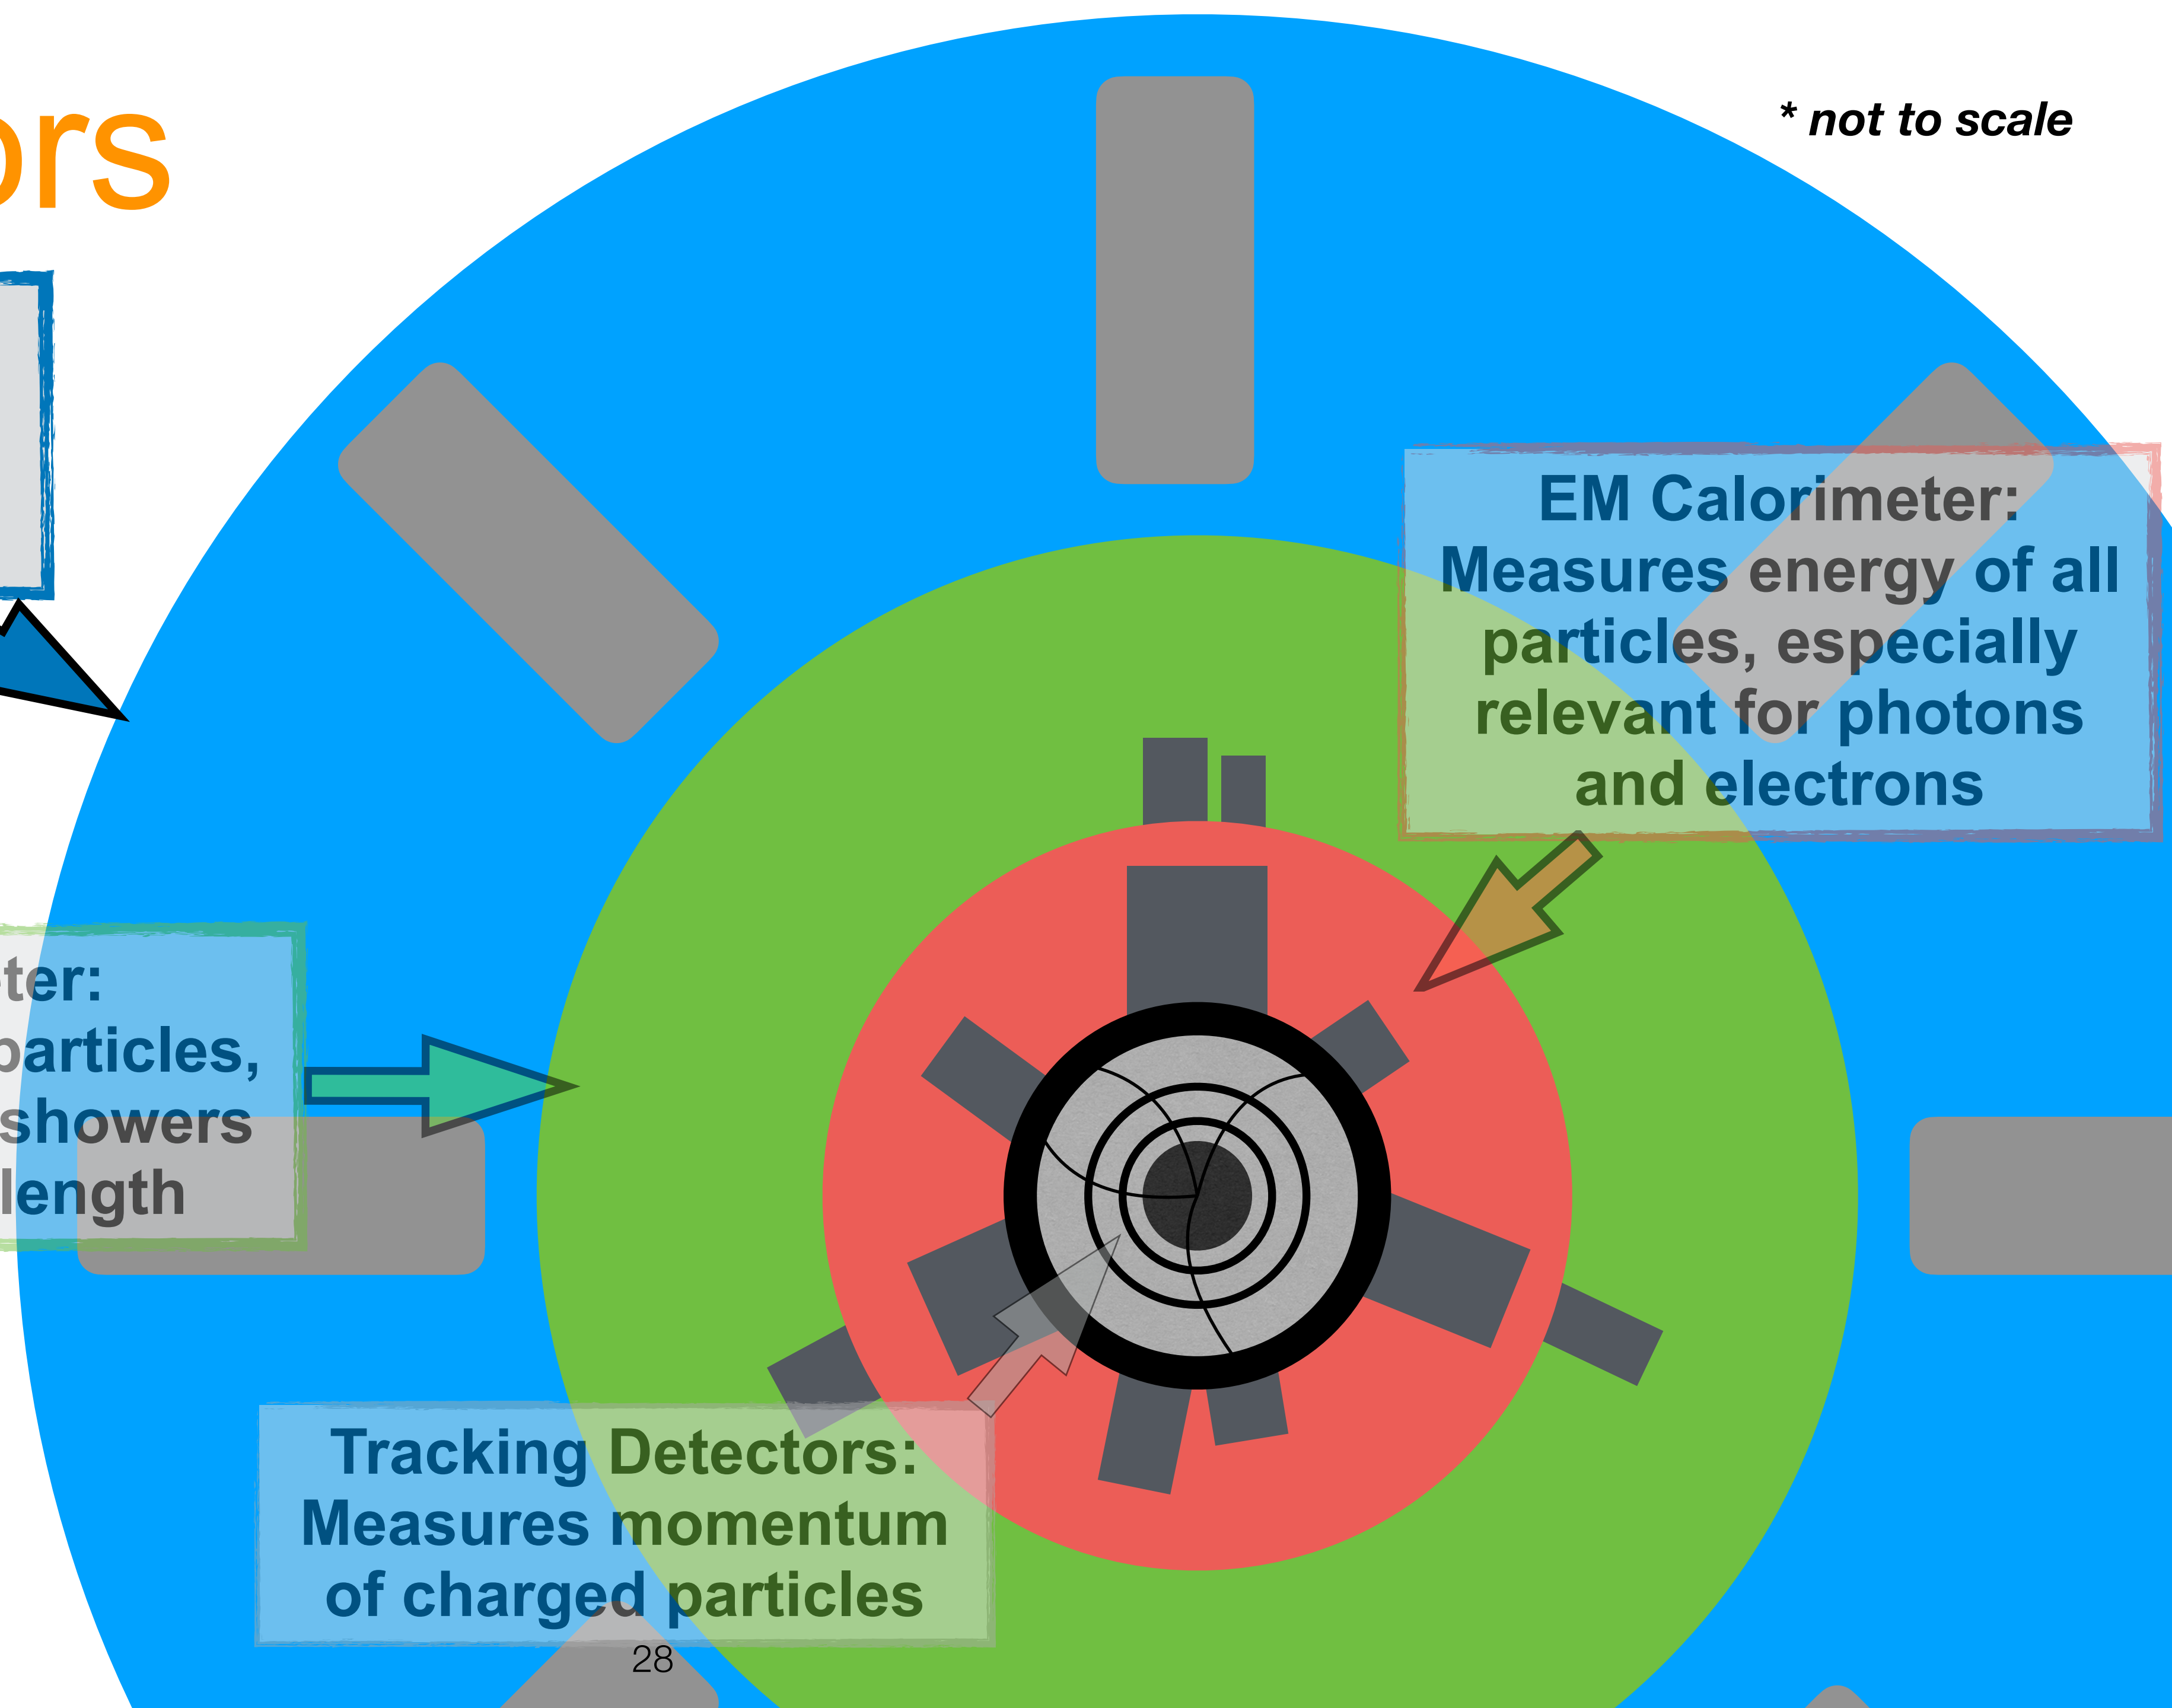 ors
* not to scale
EM Calorimeter:
Measures energy of all
particles, especially
relevant for photons
and electrons
ter:
particles,
showers
length
Tracking Detectors:
Measures momentum
of charged particles
28